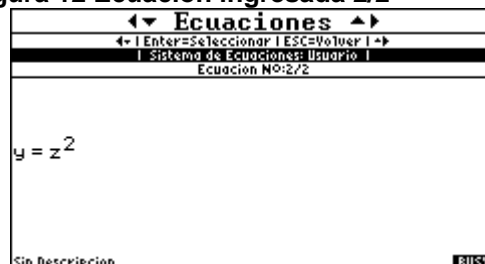 gura 12 Ecuación Ingresada 2/2
Ecuaciones
Enter=Seleccionar | ESC=Volver
| Sistema de Ecuaciones: Usuario |
Ecuacion Nº:2/2
y = z²
Sin Descripcion
BUSY